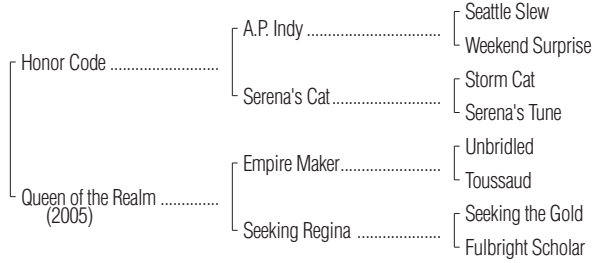 Seattle Slew
A.P. Indy ................................
Weekend Surprise
Honor Code ..........................
Storm Cat
Serena's Cat..........................
Serena's Tune
Unbridled
Empire Maker........................
Toussaud
Queen of the Realm ..............
(2005)
Seeking the Gold
Seeking Regina ....................
Fulbright Scholar